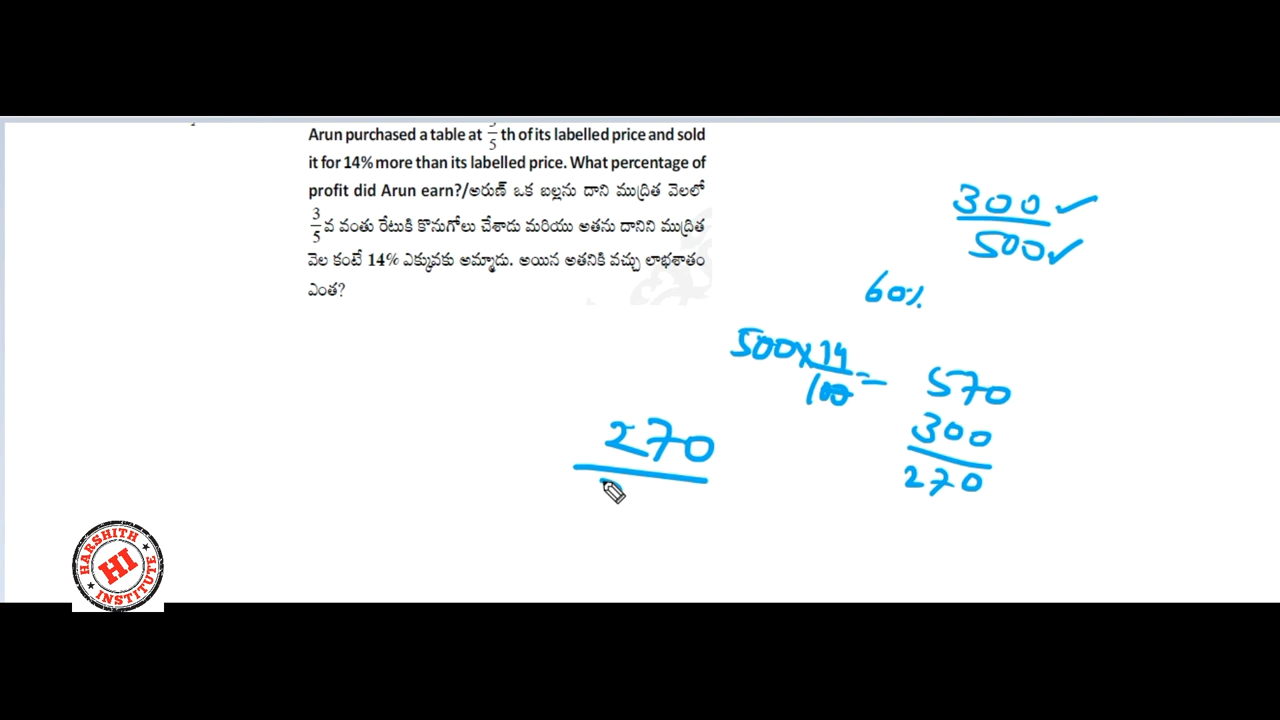 Arun purchased a table at 3/5 th of its labelled price and sold
it for 14% more than its labelled price. What percentage of
profit did Arun earn?/అరుణ్ ఒక బల్లను దాని ముద్రిత వెలలో
3/5 వ వంతు రేటుకి కొనుగోలు చేశాడు మరియు అతను దానిని ముద్రిత
వెల కంటే 14% ఎక్కువకు అమ్మాడు. అయిన అతనికి వచ్చు లాభశాతం
ఎంత?
300
500
60%
500×14/100=
570
300
270
270
HARSHITH
HI
INSTITUTE